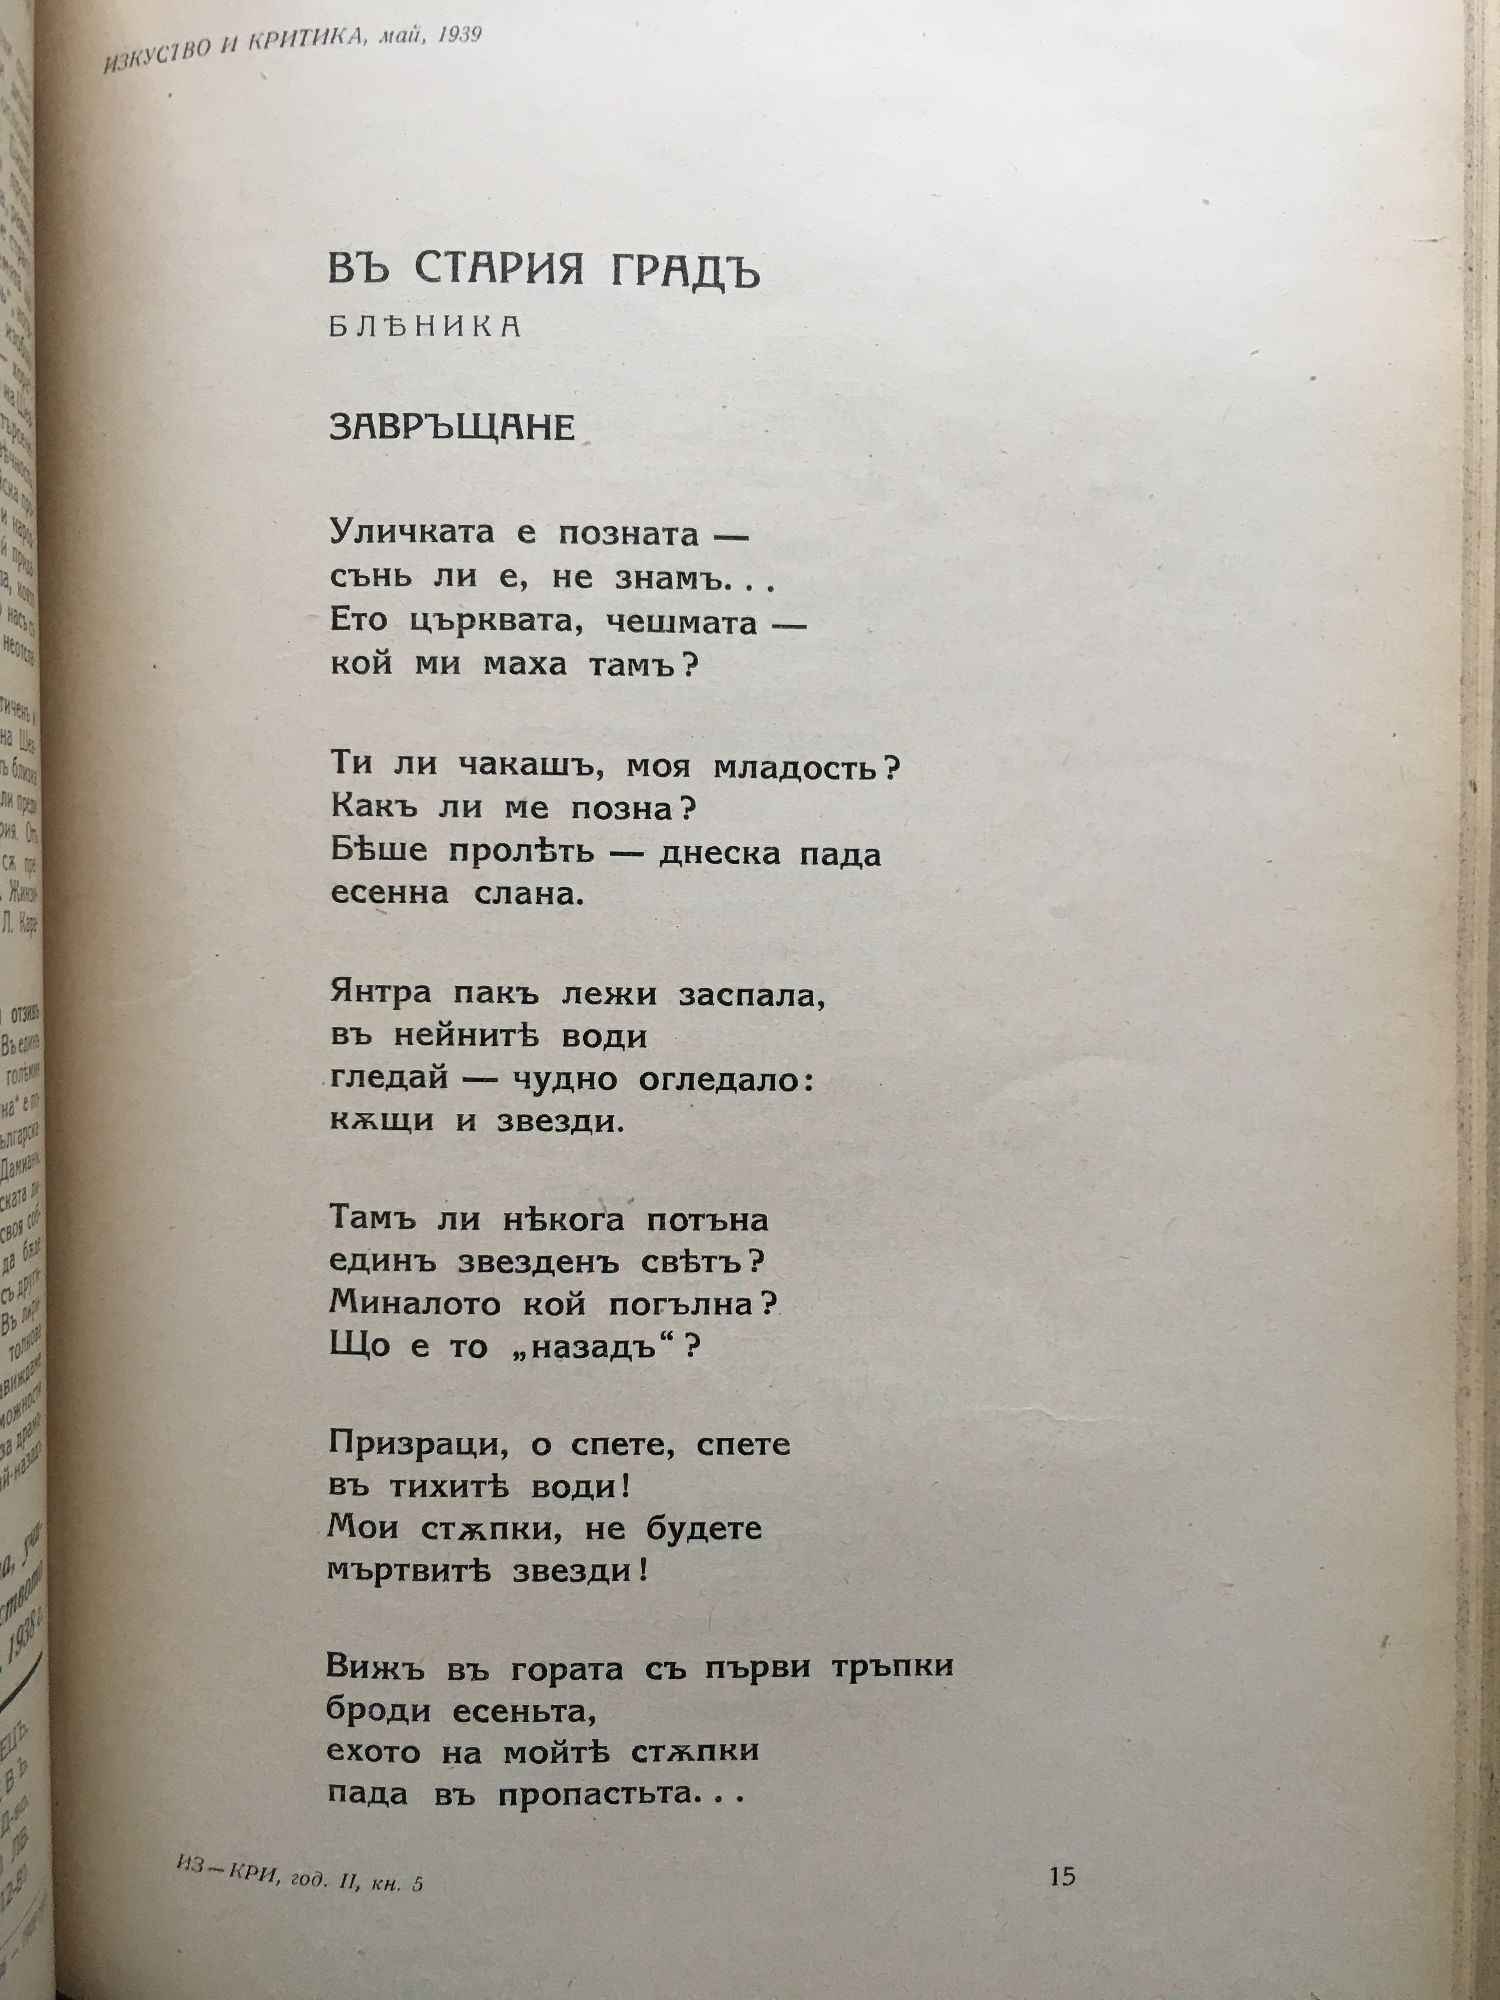 ИЗКУСТВО И КРИТИКА, май, 1939
ВЪ СТАРИЯ ГРАДЪ
БЛѢНИКА
ЗАВРЪЩАНЕ
Уличката е позната —
сънь ли е, не знамъ. . .
Ето църквата, чешмата —
кой ми маха тамъ?
Ти ли чакашъ, моя младость?
Какъ ли ме позна?
Бѣше пролѣть — днеска пада
есенна слана.
Янтра пакъ лежи заспала,
въ нейнитѣ води
гледай — чудно огледало:
кѫщи и звезди.
Тамъ ли нѣкога потъна
единъ звезденъ свѣтъ?
Миналото кой погълна?
Що е то „назадъ“?
Призраци, о спете, спете
въ тихитѣ води!
Мои стѫпки, не будете
мъртвитѣ звезди!
Вижъ въ гората съ първи тръпки
броди есеньта,
ехото на мойтѣ стѫпки
пада въ пропастьта. . .
ИЗ—КРИ, год. II, кн. 5
15